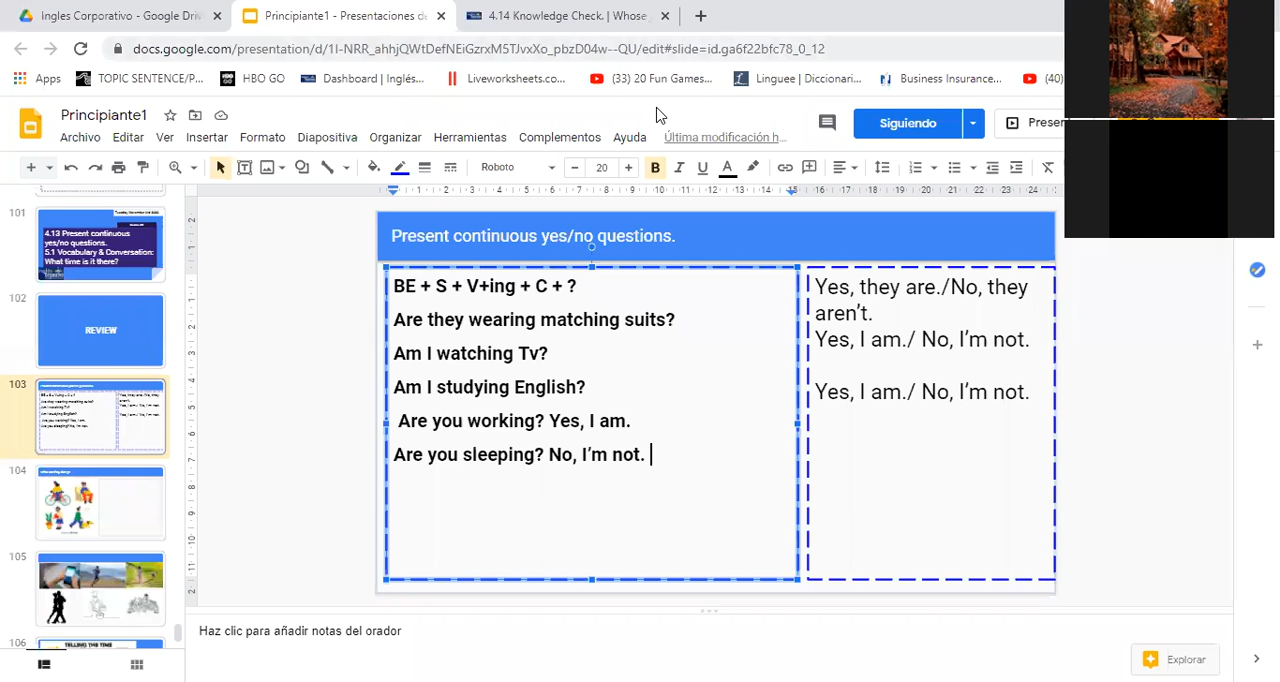 Ingles Corporativo - Google Driv
Principiante1 - Presentaciones de
4.14 Knowledge Check. | Whose
docs.google.com/presentation/d/1I-NRR_ahhjQWtDefNEiGzrxM5TJvxXo_pbzD04w--QU/edit#slide=id.ga6f22bfc78_0_12
Apps
TOPIC SENTENCE/P...
HBO GO
Dashboard | Inglés...
Liveworksheets.co...
(33) 20 Fun Games...
Linguee | Diccionari...
Business Insurance...
(40)
Principiante1
Archivo Editar Ver Insertar Formato Diapositiva Organizar Herramientas Complementos Ayuda Última modificación h...
Siguiendo
Presen
Roboto
20
101
4.13 Present continuous
yes/no questions.
5.1 Vocabulary & Conversation:
What time is it there?
102
REVIEW
103
104
105
106
TELLING THE TIME
Present continuous yes/no questions.
BE + S + V+ing + C + ?
Are they wearing matching suits?
Am I watching Tv?
Am I studying English?
Are you working? Yes, I am.
Are you sleeping? No, I’m not.
Yes, they are./No, they
aren’t.
Yes, I am./ No, I’m not.
Yes, I am./ No, I’m not.
Haz clic para añadir notas del orador
Explorar